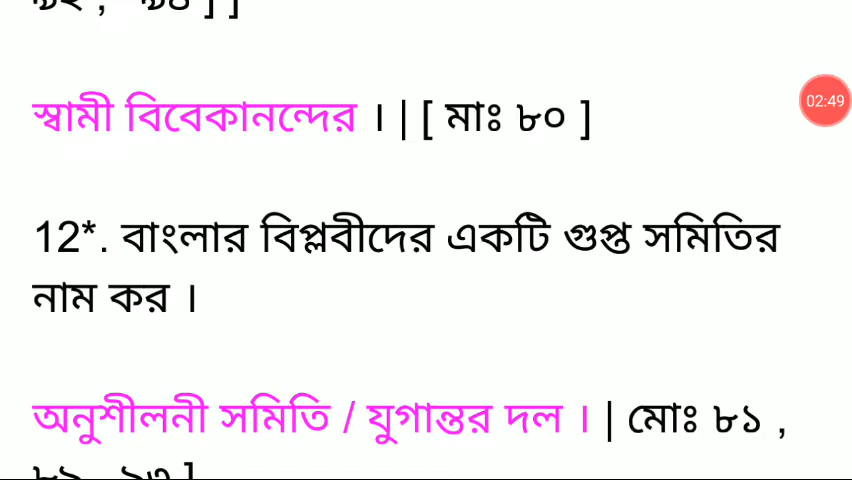 স্বামী বিবেকানন্দের । | [ মাঃ ৮০ ]
02:49
12*. বাংলার বিপ্লবীদের একটি গুপ্ত সমিতির
নাম কর ।
অনুশীলনী সমিতি / যুগান্তর দল । | মোঃ ৮১ ,